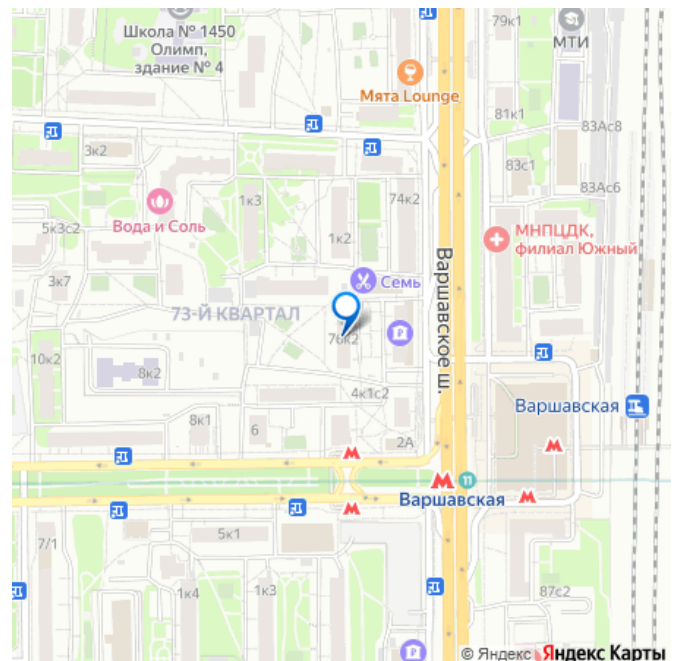 Школа № 1450
Олимп,
здание № 4
79к1
МТИ
Мята Lounge
81к1
83Ас8
3к2
83с1
83Ас6
1к3
74к2
Вода и Соль
5к3с2
1к2
МНПЦДК,
филиал Южный
Варшавское ш.
Семь
3к7
73-Й КВАРТАЛ
76к2
10к2
8к2
4к1с2
Варшавская
8к1
6
2А
11
Варшавская
5к1
7/1
1к4
1к3
87с2
© Яндекс
Яндекс Карты